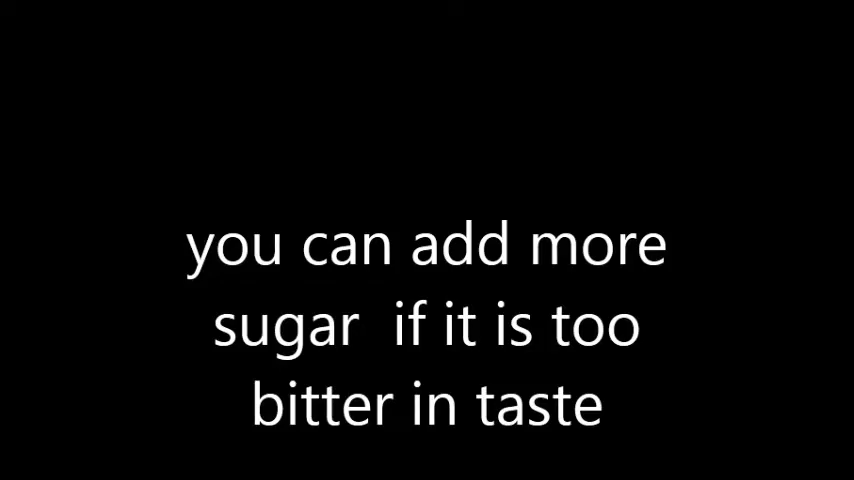 you can add more
sugar  if it is too
bitter in taste